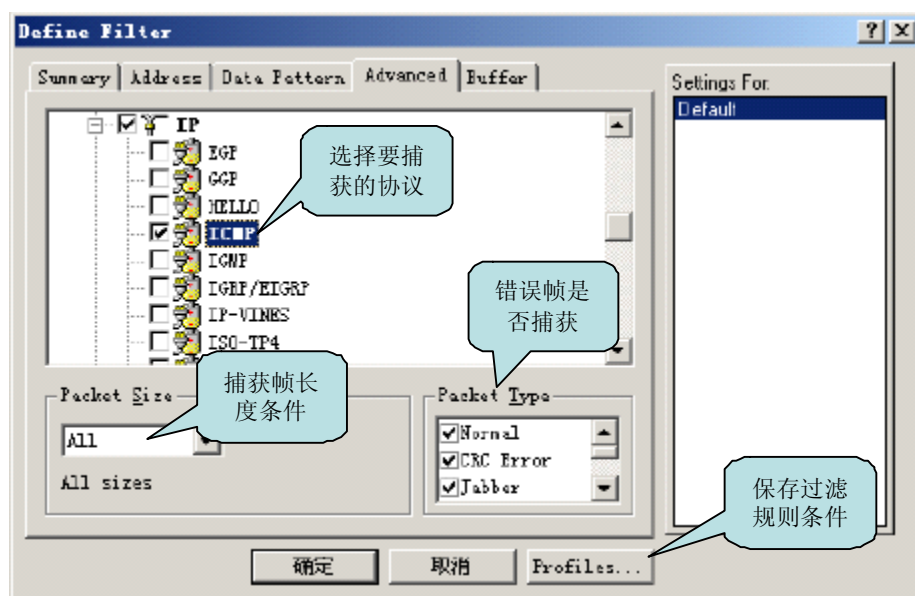 Define Filter
Summary Address Data Pattern Advanced Buffer
Settings For:
Default
IP
EGP
GGP
HELLO
ICMP
IGMP
IGRP/EIGRP
IP-VINES
ISO-TP4
选择要捕
获的协议
错误帧是
否捕获
捕获帧长
度条件
Packet Size
All
All sizes
Packet Type
Normal
CRC Error
Jabber
保存过滤
规则条件
确定 取消 Profiles...